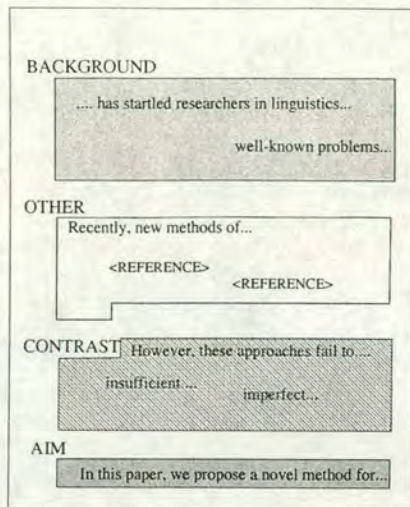 BACKGROUND
.... has startled researchers in linguistics...
well-known problems...
OTHER
Recently, new methods of...
<REFERENCE>
<REFERENCE>
CONTRAST
However, these approaches fail to....
insufficient ...
imperfect...
AIM
In this paper, we propose a novel method for...